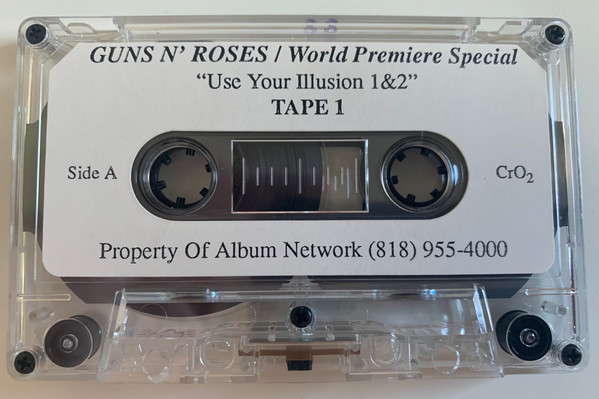 GUNS N' ROSES / World Premiere Special
“Use Your Illusion 1&2”
TAPE 1
Side A
CrO₂
Property Of Album Network (818) 955-4000